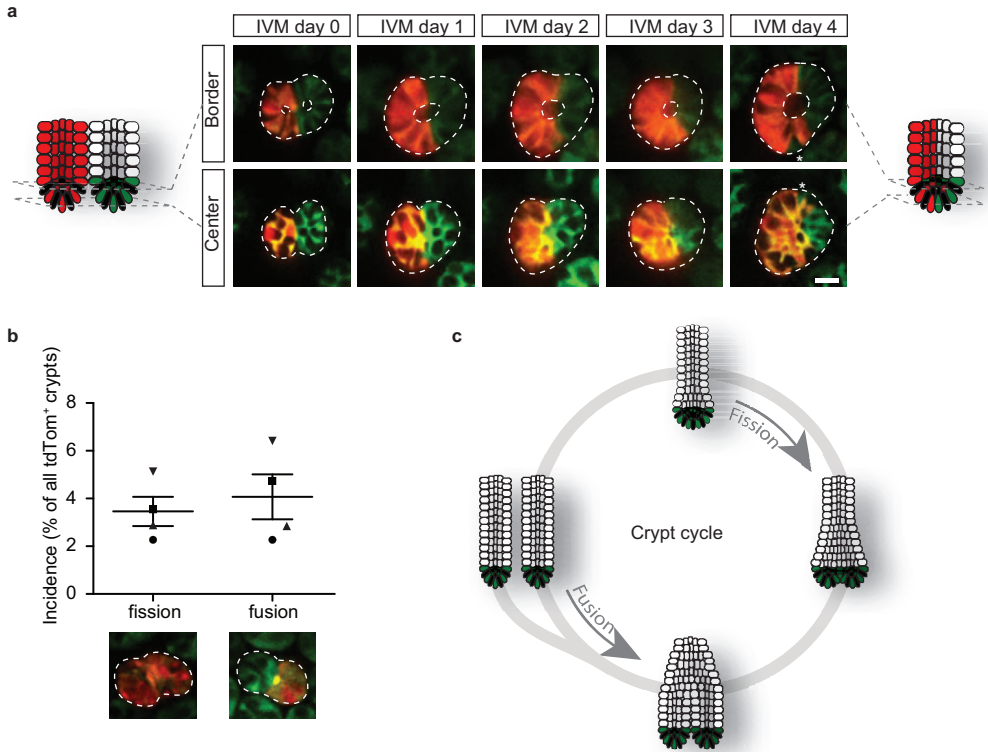 a
IVM day 0 IVM day 1 IVM day 2 IVM day 3 IVM day 4
Border
*
Center
*
b
Incidence (% of all tdTom⁺ crypts)
8
6
4
2
0
fission fusion
c
Fission
Crypt cycle
Fusion